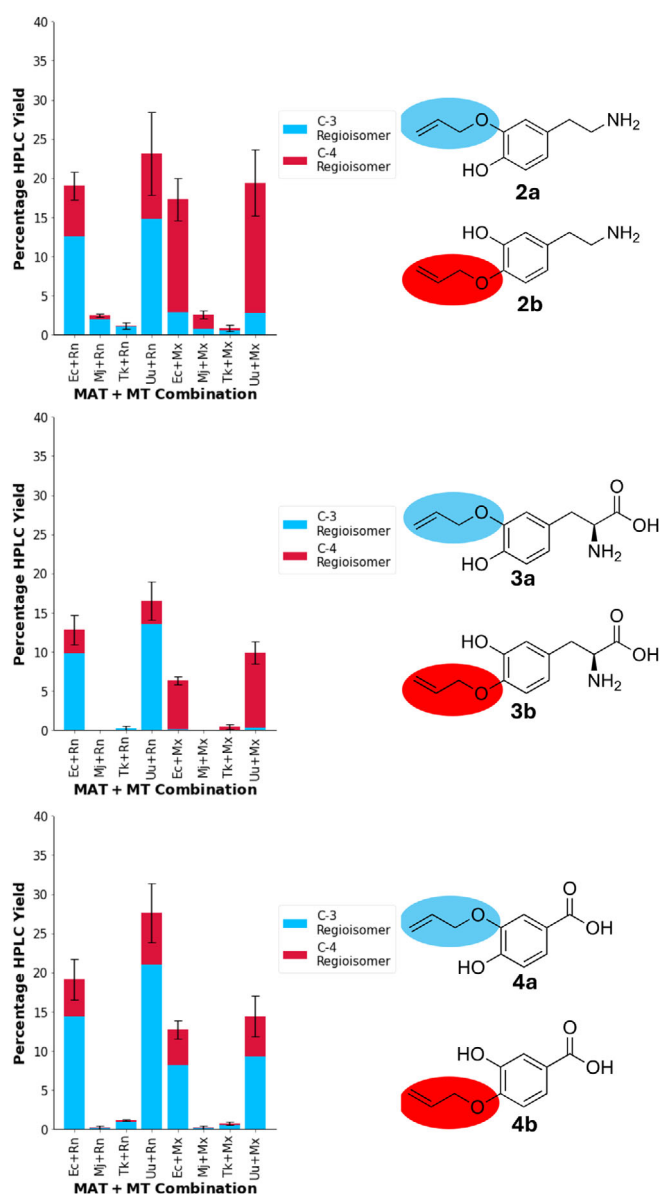 40
35
30
25
20
15
10
5
0
Percentage HPLC Yield
Ec+Rn
Mj+Rn
Tk+Rn
Uu+Rn
Ec+Mx
Mj+Mx
Tk+Mx
Uu+Mx
MAT + MT Combination
C-3
Regioisomer
C-4
Regioisomer
O
NH2
HO
2a
HO
NH2
O
2b
40
35
30
25
20
15
10
5
0
Percentage HPLC Yield
Ec+Rn
Mj+Rn
Tk+Rn
Uu+Rn
Ec+Mx
Mj+Mx
Tk+Mx
Uu+Mx
MAT + MT Combination
C-3
Regioisomer
C-4
Regioisomer
O
O
OH
NH2
HO
3a
O
HO
OH
NH2
O
3b
40
35
30
25
20
15
10
5
0
Percentage HPLC Yield
Ec+Rn
Mj+Rn
Tk+Rn
Uu+Rn
Ec+Mx
Mj+Mx
Tk+Mx
Uu+Mx
MAT + MT Combination
C-3
Regioisomer
C-4
Regioisomer
O
O
OH
HO
4a
O
HO
OH
O
4b